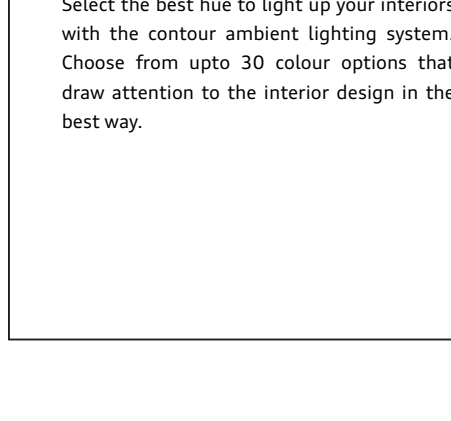 Select the best hue to light up your interiors
with the contour ambient lighting system.
Choose from upto 30 colour options that
draw attention to the interior design in the
best way.